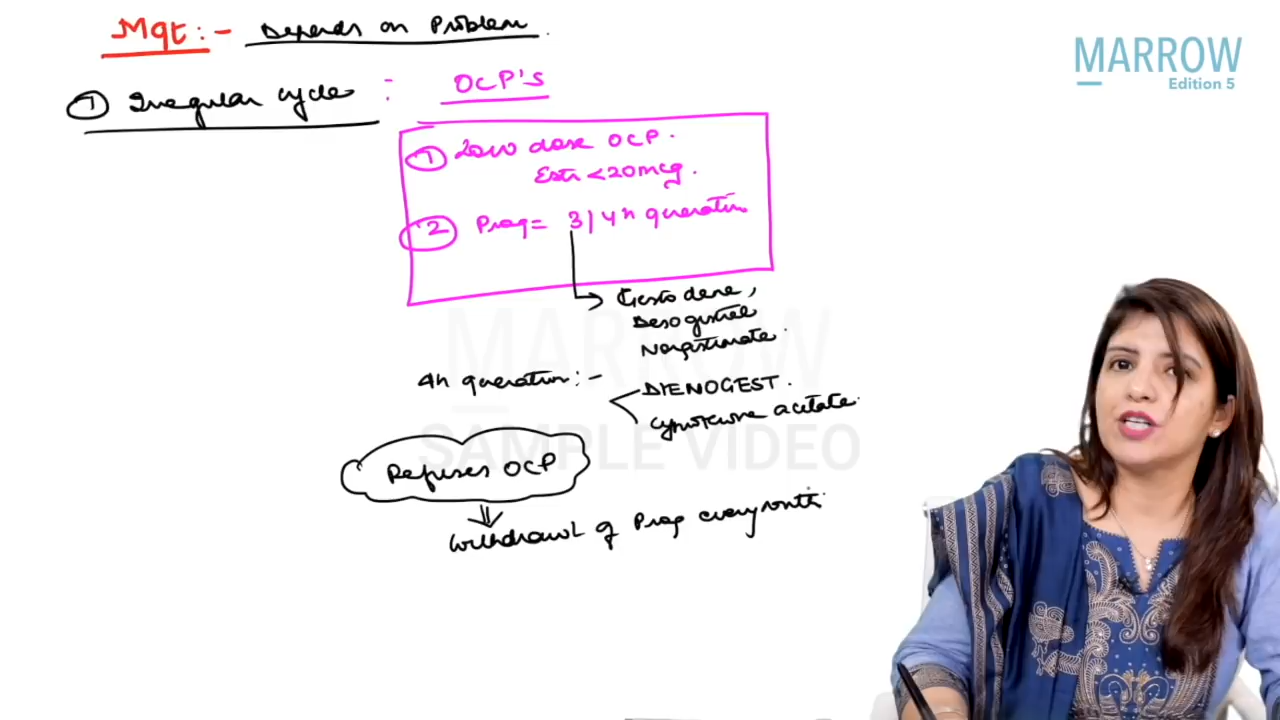 Mgt:- Depends on Problem.
MARROW
Edition 5
① Irregular cycles : OCP's
① Low dose OCP.
Estr < 20mcg.
② Prog = 3/4th generation
Gestodene,
Desogestrel
Norgestimate.
4th generation:- DIENOGEST.
cyproterone acetate.
MARROW
SAMPLE VIDEO
Refuses OCP
withdrawl of Prog every month.